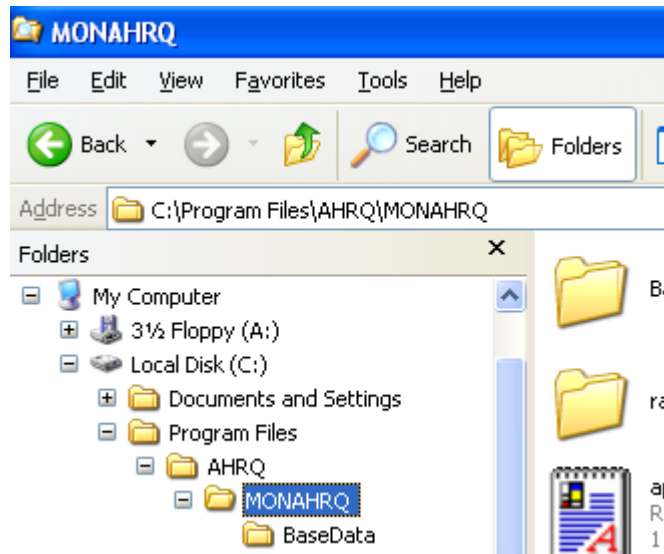 MONAHRQ
File Edit View Favorites Tools Help
Back Search Folders
Address C:\Program Files\AHRQ\MONAHRQ
Folders x
My Computer
3½ Floppy (A:)
Local Disk (C:)
Documents and Settings
Program Files
AHRQ
MONAHRQ
BaseData